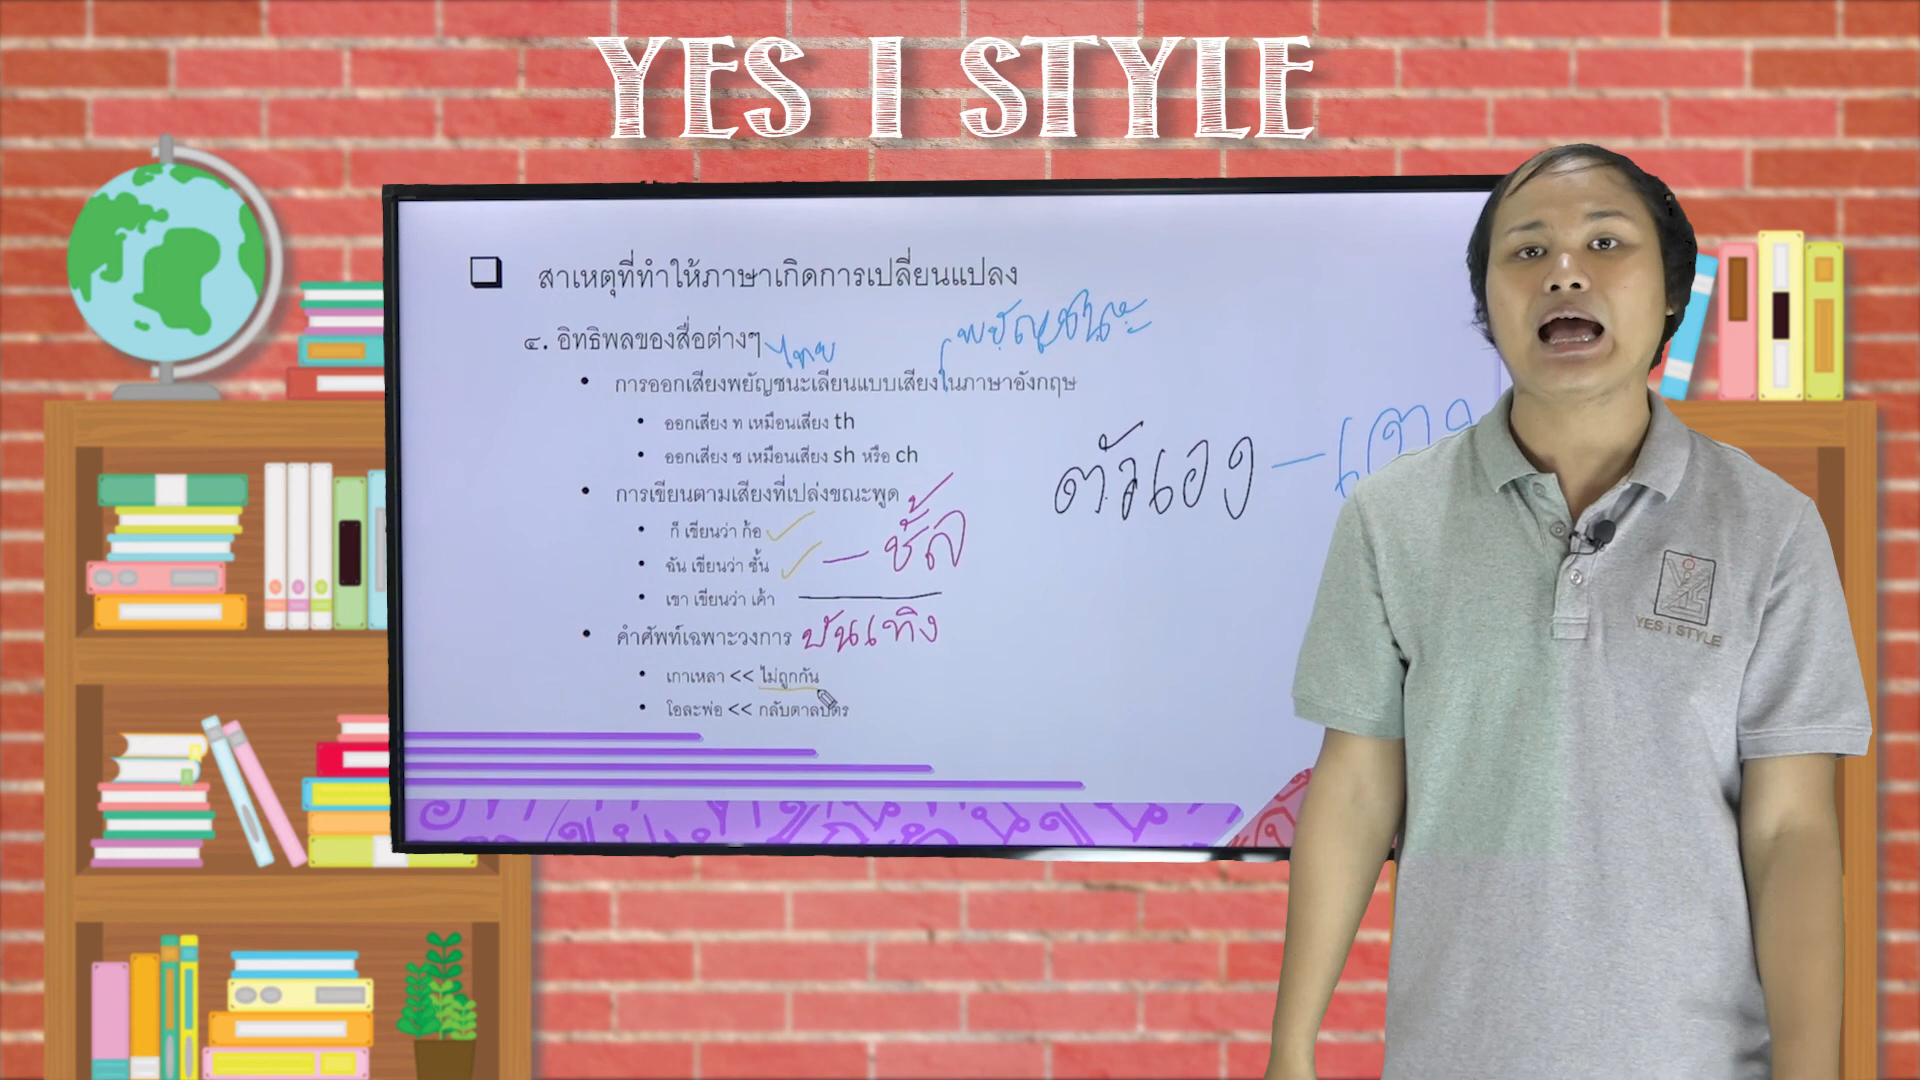 YES I STYLE
สาเหตุที่ทำให้ภาษาเกิดการเปลี่ยนแปลง
๔. อิทธิพลของสื่อต่างๆ
ไทย
พยัญชนะ
• การออกเสียงพยัญชนะเลียนแบบเสียงในภาษาอังกฤษ
• ออกเสียง ท เหมือนเสียง th
• ออกเสียง ช เหมือนเสียง sh หรือ ch
ตัวเอง -
• การเขียนตามเสียงที่เปล่งขณะพูด
• ก็ เขียนว่า ก้อ
• ฉัน เขียนว่า ชั้น
• เขา เขียนว่า เค้า
• คำศัพท์เฉพาะวงการ บันเทิง
• เกาเหลา << ไม่ถูกกัน
• โอละพ่อ << กลับตาลปัตร
YES i STYLE